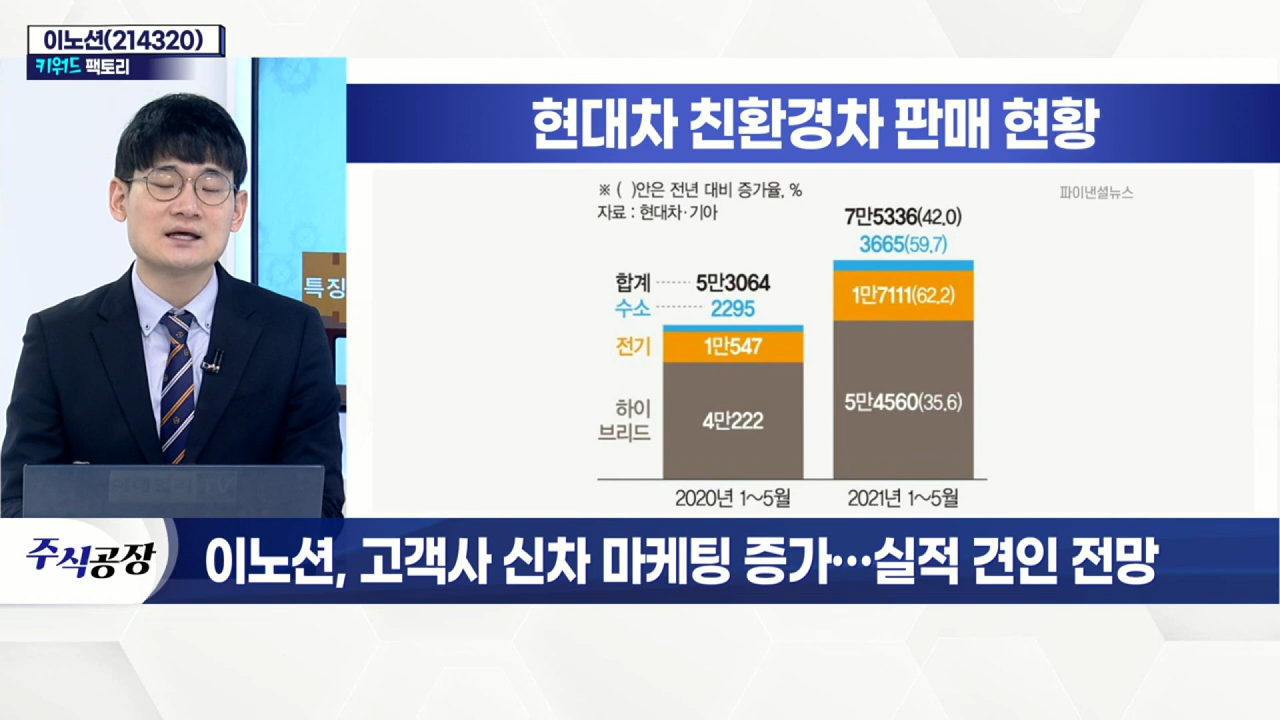 이노션(214320)
키워드 팩토리
현대차 친환경차 판매 현황
※ ( )안은 전년 대비 증가율, %
자료 : 현대차·기아
파이낸셜뉴스
7만5336(42.0)
3665(59.7)
합계 5만3064
수소 2295
1만7111(62.2)
전기 1만547
5만4560(35.6)
하이
브리드
4만222
2020년 1~5월
2021년 1~5월
특징
주식공장
이노션, 고객사 신차 마케팅 증가…실적 견인 전망